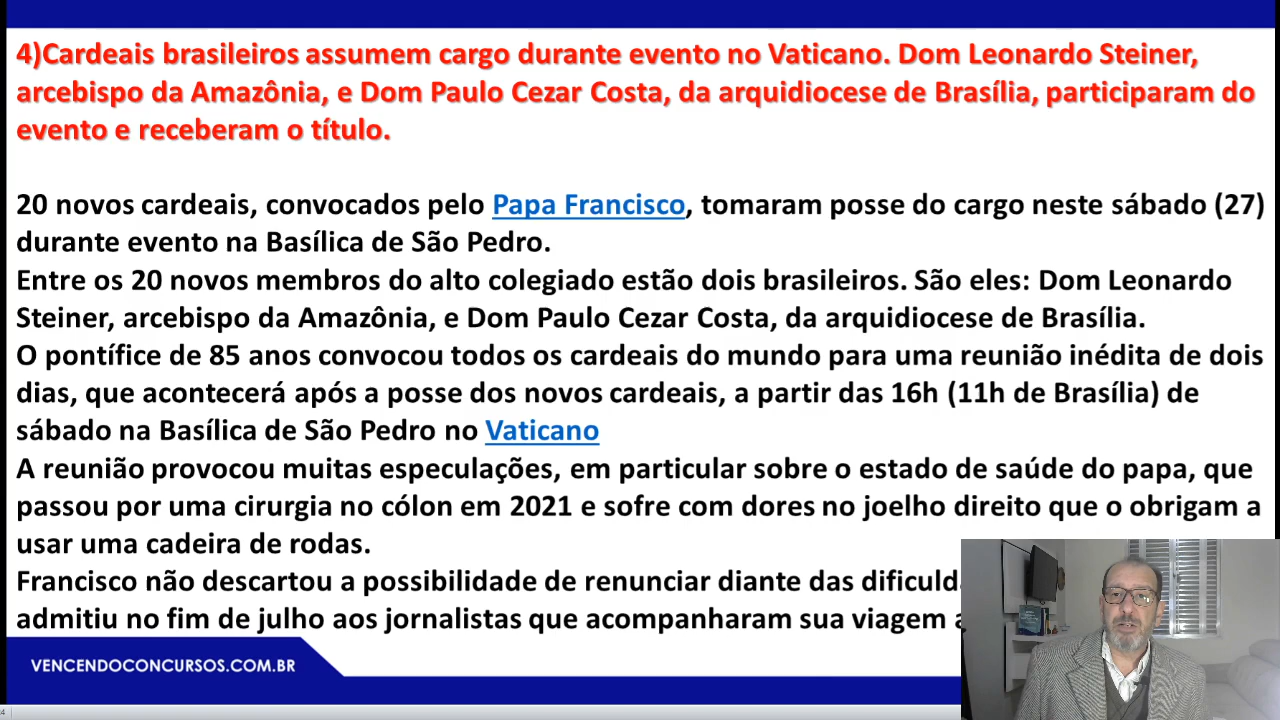 4)Cardeais brasileiros assumem cargo durante evento no Vaticano. Dom Leonardo Steiner,
arcebispo da Amazônia, e Dom Paulo Cezar Costa, da arquidiocese de Brasília, participaram do
evento e receberam o título.
20 novos cardeais, convocados pelo Papa Francisco, tomaram posse do cargo neste sábado (27)
durante evento na Basílica de São Pedro.
Entre os 20 novos membros do alto colegiado estão dois brasileiros. São eles: Dom Leonardo
Steiner, arcebispo da Amazônia, e Dom Paulo Cezar Costa, da arquidiocese de Brasília.
O pontífice de 85 anos convocou todos os cardeais do mundo para uma reunião inédita de dois
dias, que acontecerá após a posse dos novos cardeais, a partir das 16h (11h de Brasília) de
sábado na Basílica de São Pedro no Vaticano
A reunião provocou muitas especulações, em particular sobre o estado de saúde do papa, que
passou por uma cirurgia no cólon em 2021 e sofre com dores no joelho direito que o obrigam a
usar uma cadeira de rodas.
Francisco não descartou a possibilidade de renunciar diante das
admitiu no fim de julho aos jornalistas que acompanharam sua viagem
VENCENDOCONCURSOS.COM.BR